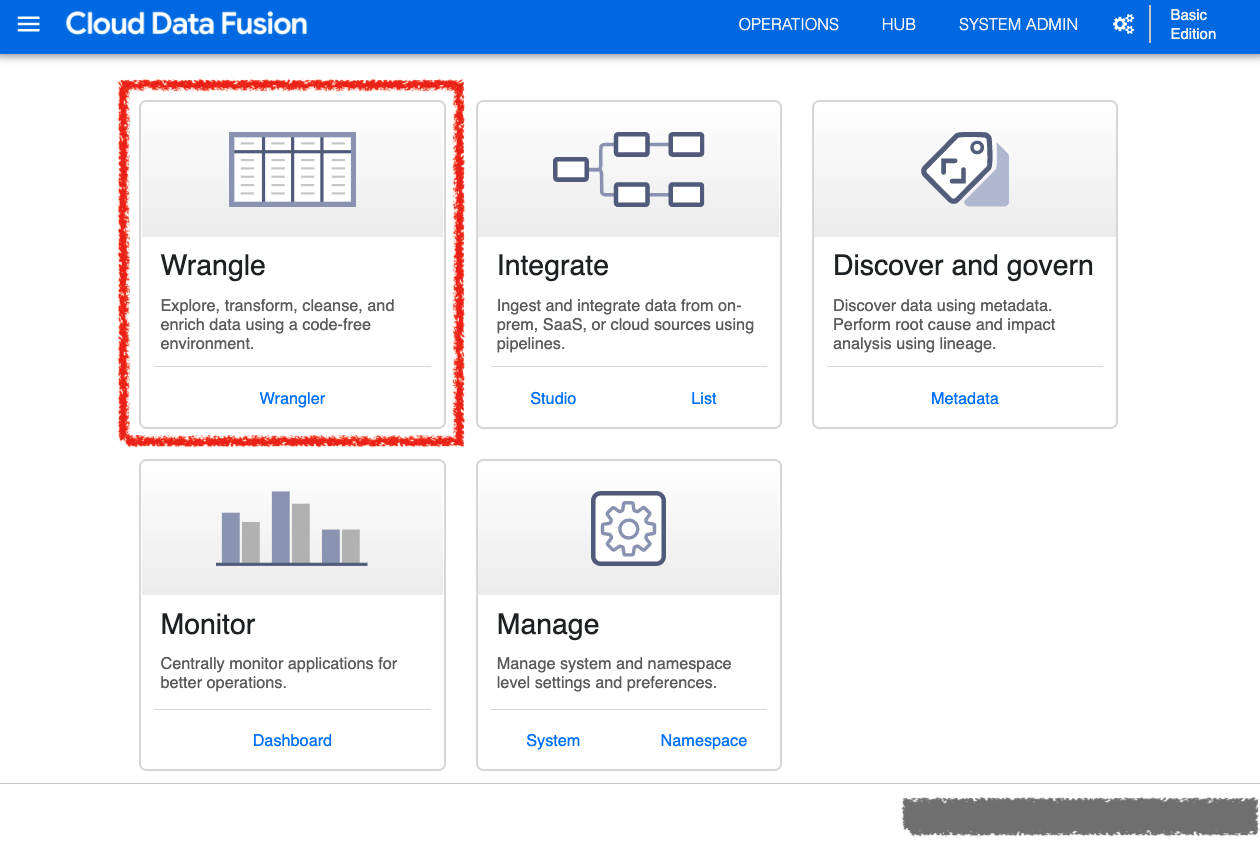 Cloud Data Fusion
OPERATIONS
HUB
SYSTEM ADMIN
Basic
Edition
Wrangle
Explore, transform, cleanse, and
enrich data using a code-free
environment.
Wrangler
Integrate
Ingest and integrate data from on-
prem, SaaS, or cloud sources using
pipelines.
Studio
List
Discover and govern
Discover data using metadata.
Perform root cause and impact
analysis using lineage.
Metadata
Monitor
Centrally monitor applications for
better operations.
Dashboard
Manage
Manage system and namespace
level settings and preferences.
System
Namespace